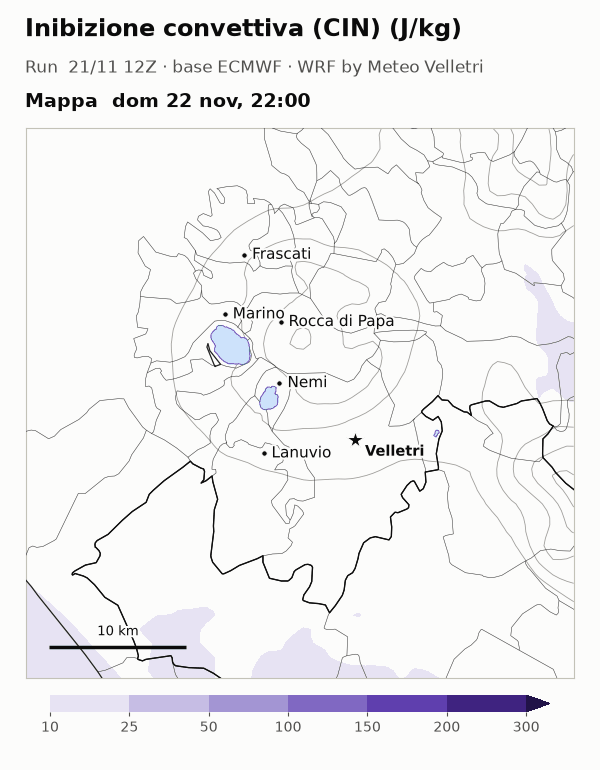 Inibizione convettiva (CIN) (J/kg)
Run  21/11 12Z · base ECMWF · WRF by Meteo Velletri
Mappa  dom 22 nov, 22:00
Frascati
Marino
Rocca di Papa
Nemi
Velletri
Lanuvio
10 km
10 25 50 100 150 200 300